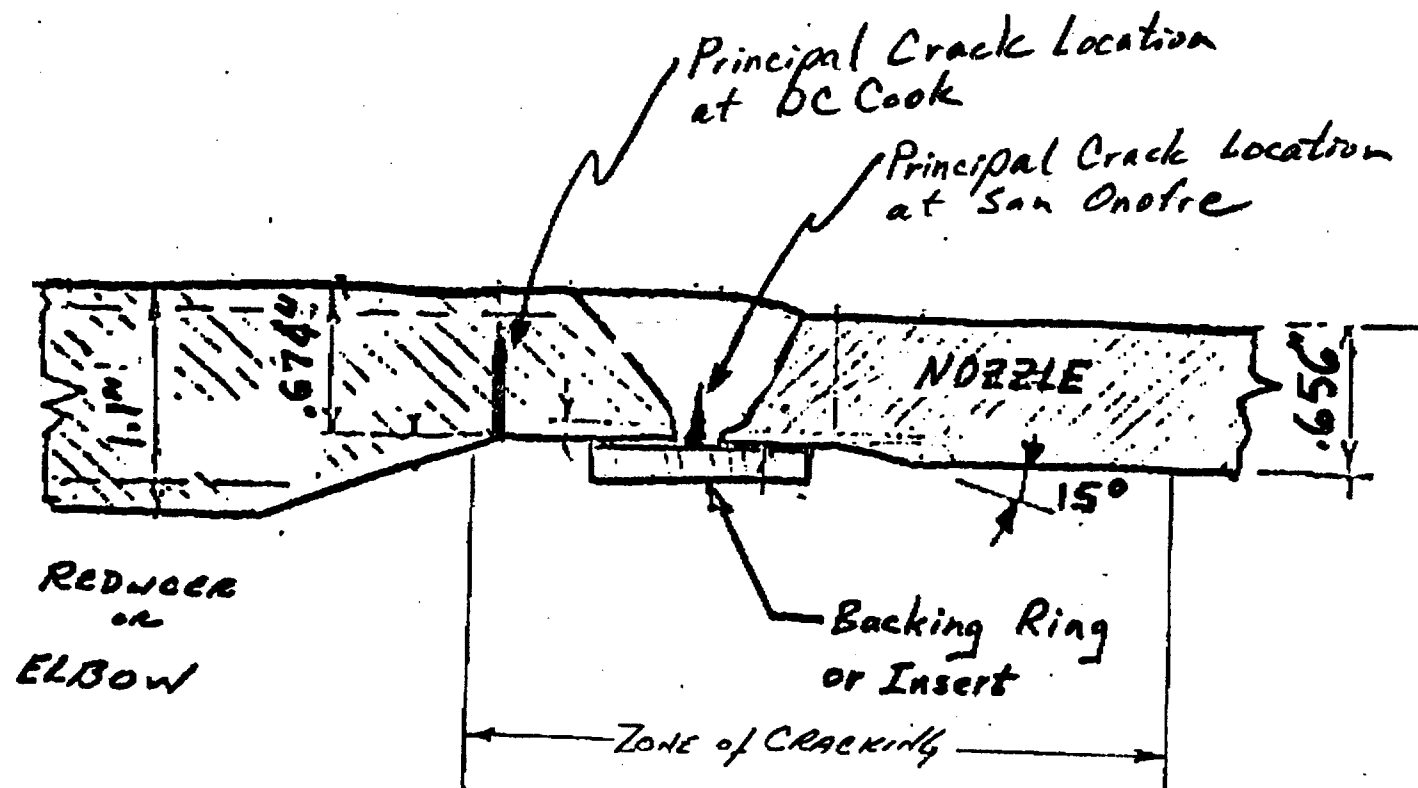 Principal Crack Location
at DC Cook
Principal Crack Location
at San Onofre
1.1"
.674"
NOZZLE
.656"
15°
REDUCER
or
ELBOW
Backing Ring
or Insert
ZONE of CRACKING